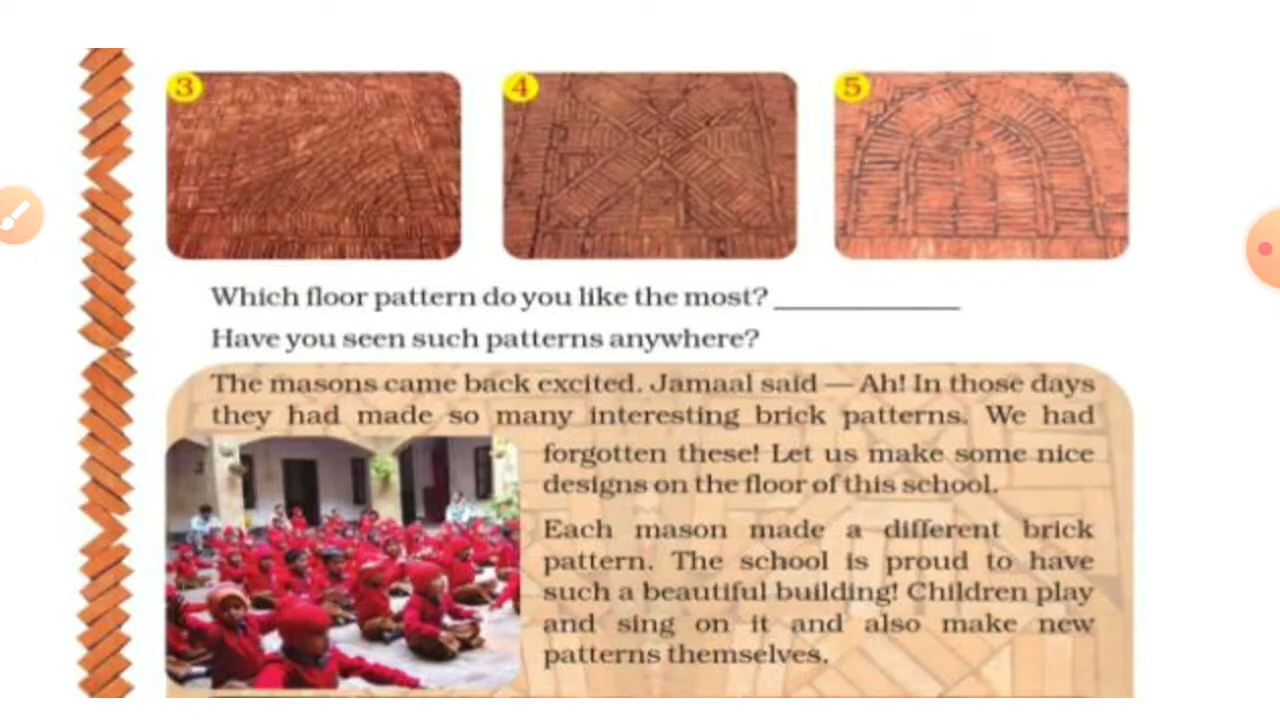 3
4
5
Which floor pattern do you like the most? ______________
Have you seen such patterns anywhere?
The masons came back excited. Jamaal said — Ah! In those days
they had made so many interesting brick patterns. We had
forgotten these! Let us make some nice
designs on the floor of this school.
Each mason made a different brick
pattern. The school is proud to have
such a beautiful building! Children play
and sing on it and also make new
patterns themselves.